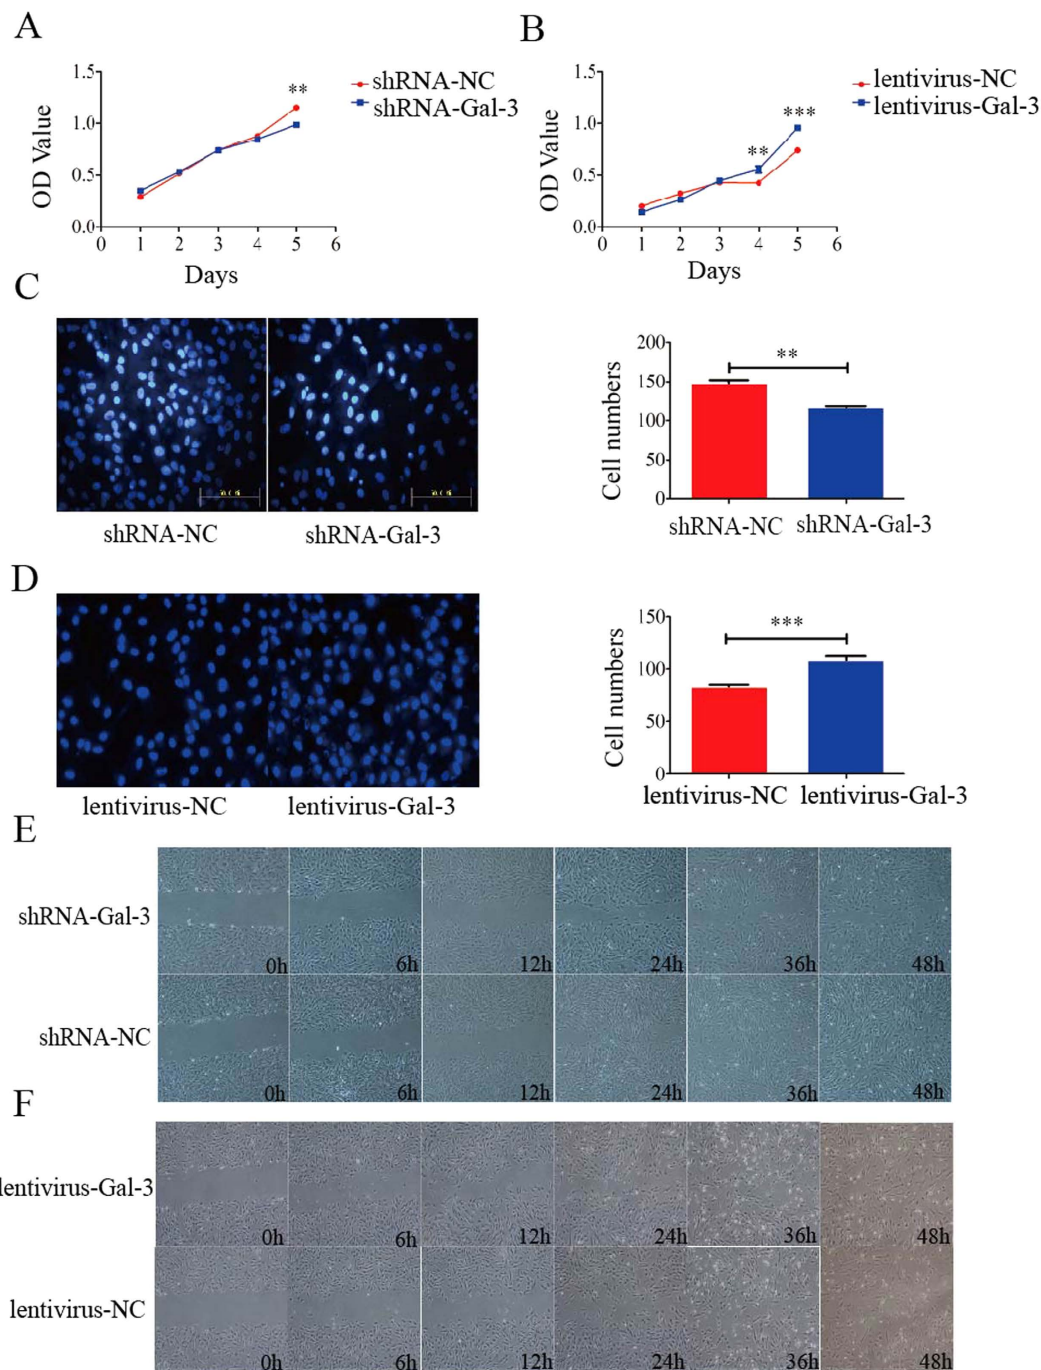 A
B
1.5
1.0
0.5
0.0
OD Value
0 1 2 3 4 5 6
Days
**
shRNA-NC
shRNA-Gal-3
1.5
1.0
0.5
0.0
OD Value
0 1 2 3 4 5 6
Days
**
***
lentivirus-NC
lentivirus-Gal-3
C
shRNA-NC
shRNA-Gal-3
200
150
100
50
0
Cell numbers
**
shRNA-NC
shRNA-Gal-3
D
lentivirus-NC
lentivirus-Gal-3
150
100
50
0
Cell numbers
***
lentivirus-NC
lentivirus-Gal-3
E
shRNA-Gal-3
0h 6h 12h 24h 36h 48h
shRNA-NC
0h 6h 12h 24h 36h 48h
F
lentivirus-Gal-3
0h 6h 12h 24h 36h 48h
lentivirus-NC
0h 6h 12h 24h 36h 48h